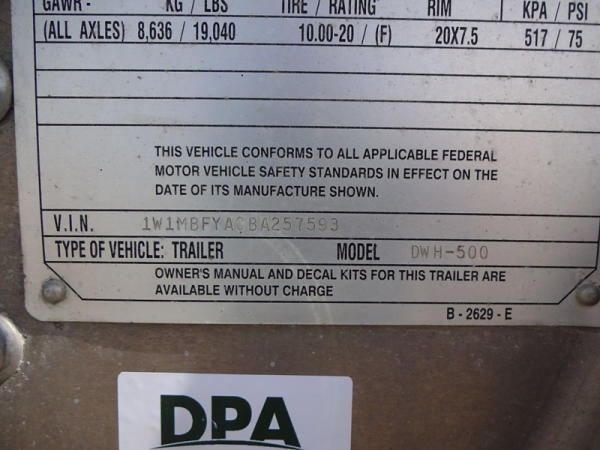 GAWR - KG / LBS TIRE / RATING RIM KPA / PSI
(ALL AXLES) 8,636 / 19,040 10.00-20 / (F) 20X7.5 517 / 75
THIS VEHICLE CONFORMS TO ALL APPLICABLE FEDERAL
MOTOR VEHICLE SAFETY STANDARDS IN EFFECT ON THE
DATE OF ITS MANUFACTURE SHOWN.
V.I.N.
TYPE OF VEHICLE: TRAILER MODEL DWH-500
OWNER'S MANUAL AND DECAL KITS FOR THIS TRAILER ARE
AVAILABLE WITHOUT CHARGE
B - 2629 - E
DPA